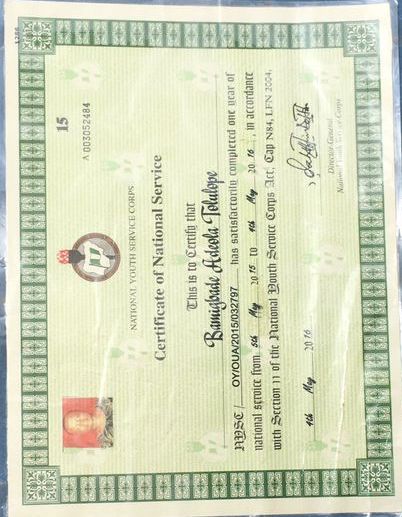 15
A 003052484
NATIONAL YOUTH SERVICE CORPS
Certificate of National Service
This is to Certify that
Bamigbade Adeola Tolulope
NYSC/ OY/OUA/2015/032797 has satisfactorily completed one year of
national service from 5th May 2015 to 4th May 2016, in accordance
with Section 11 of the National Youth Service Corps Act, Cap N84, LFN 2004.
4th May 2016
Director-General
National Youth Service Corps